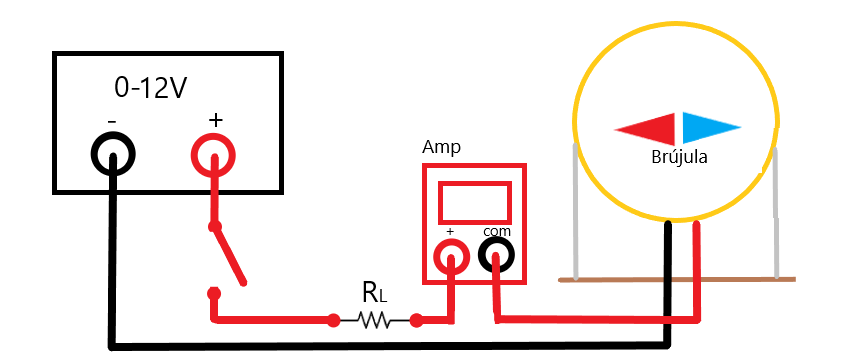 0-12V
- +
Amp
+ com
RL
Brújula